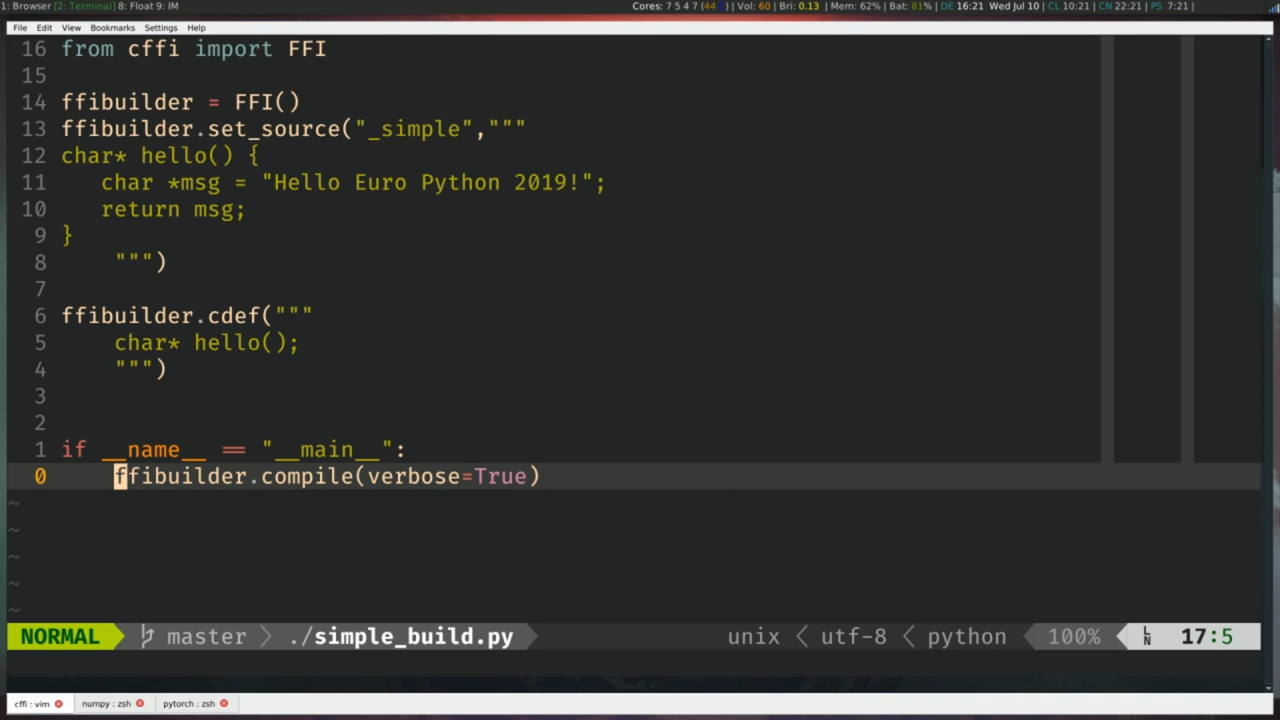 1: Browser [2: Terminal] 8: Float 9: IM
Cores: 7 5 4 7 (44 ) | Vol: 60 | Bri: 0.13 | Mem: 62% | Bat: 81% | DE 16:21 Wed Jul 10 | CL 10:21 | CN 22:21 | PS 7:21 |
File Edit View Bookmarks Settings Help
16 from cffi import FFI
15
14 ffibuilder = FFI()
13 ffibuilder.set_source("_simple","""
12 char* hello() {
11 char *msg = "Hello Euro Python 2019!";
10 return msg;
9 }
8 """)
7
6 ffibuilder.cdef("""
5 char* hello();
4 """)
3
2
1 if __name__ == "__main__":
0 ffibuilder.compile(verbose=True)
~
~
~
~
~
NORMAL master ./simple_build.py unix utf-8 python 100% LN 17:5
cffi : vim numpy : zsh pytorch : zsh